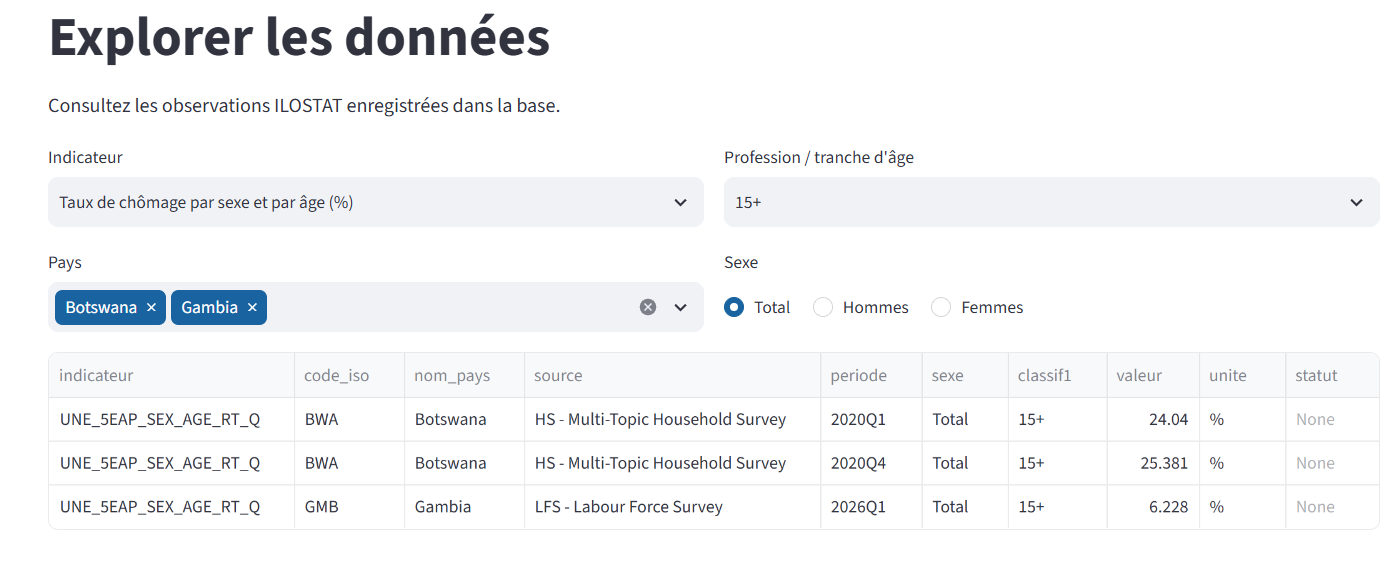 Explorer les données
Consultez les observations ILOSTAT enregistrées dans la base.
Indicateur
Profession / tranche d'âge
Taux de chômage par sexe et par âge (%)
15+
Pays
Sexe
Botswana × Gambia ×
Total Hommes Femmes
indicateur code_iso nom_pays source periode sexe classif1 valeur unite statut
UNE_5EAP_SEX_AGE_RT_Q BWA Botswana HS - Multi-Topic Household Survey 2020Q1 Total 15+ 24.04 % None
UNE_5EAP_SEX_AGE_RT_Q BWA Botswana HS - Multi-Topic Household Survey 2020Q4 Total 15+ 25.381 % None
UNE_5EAP_SEX_AGE_RT_Q GMB Gambia LFS - Labour Force Survey 2026Q1 Total 15+ 6.228 % None